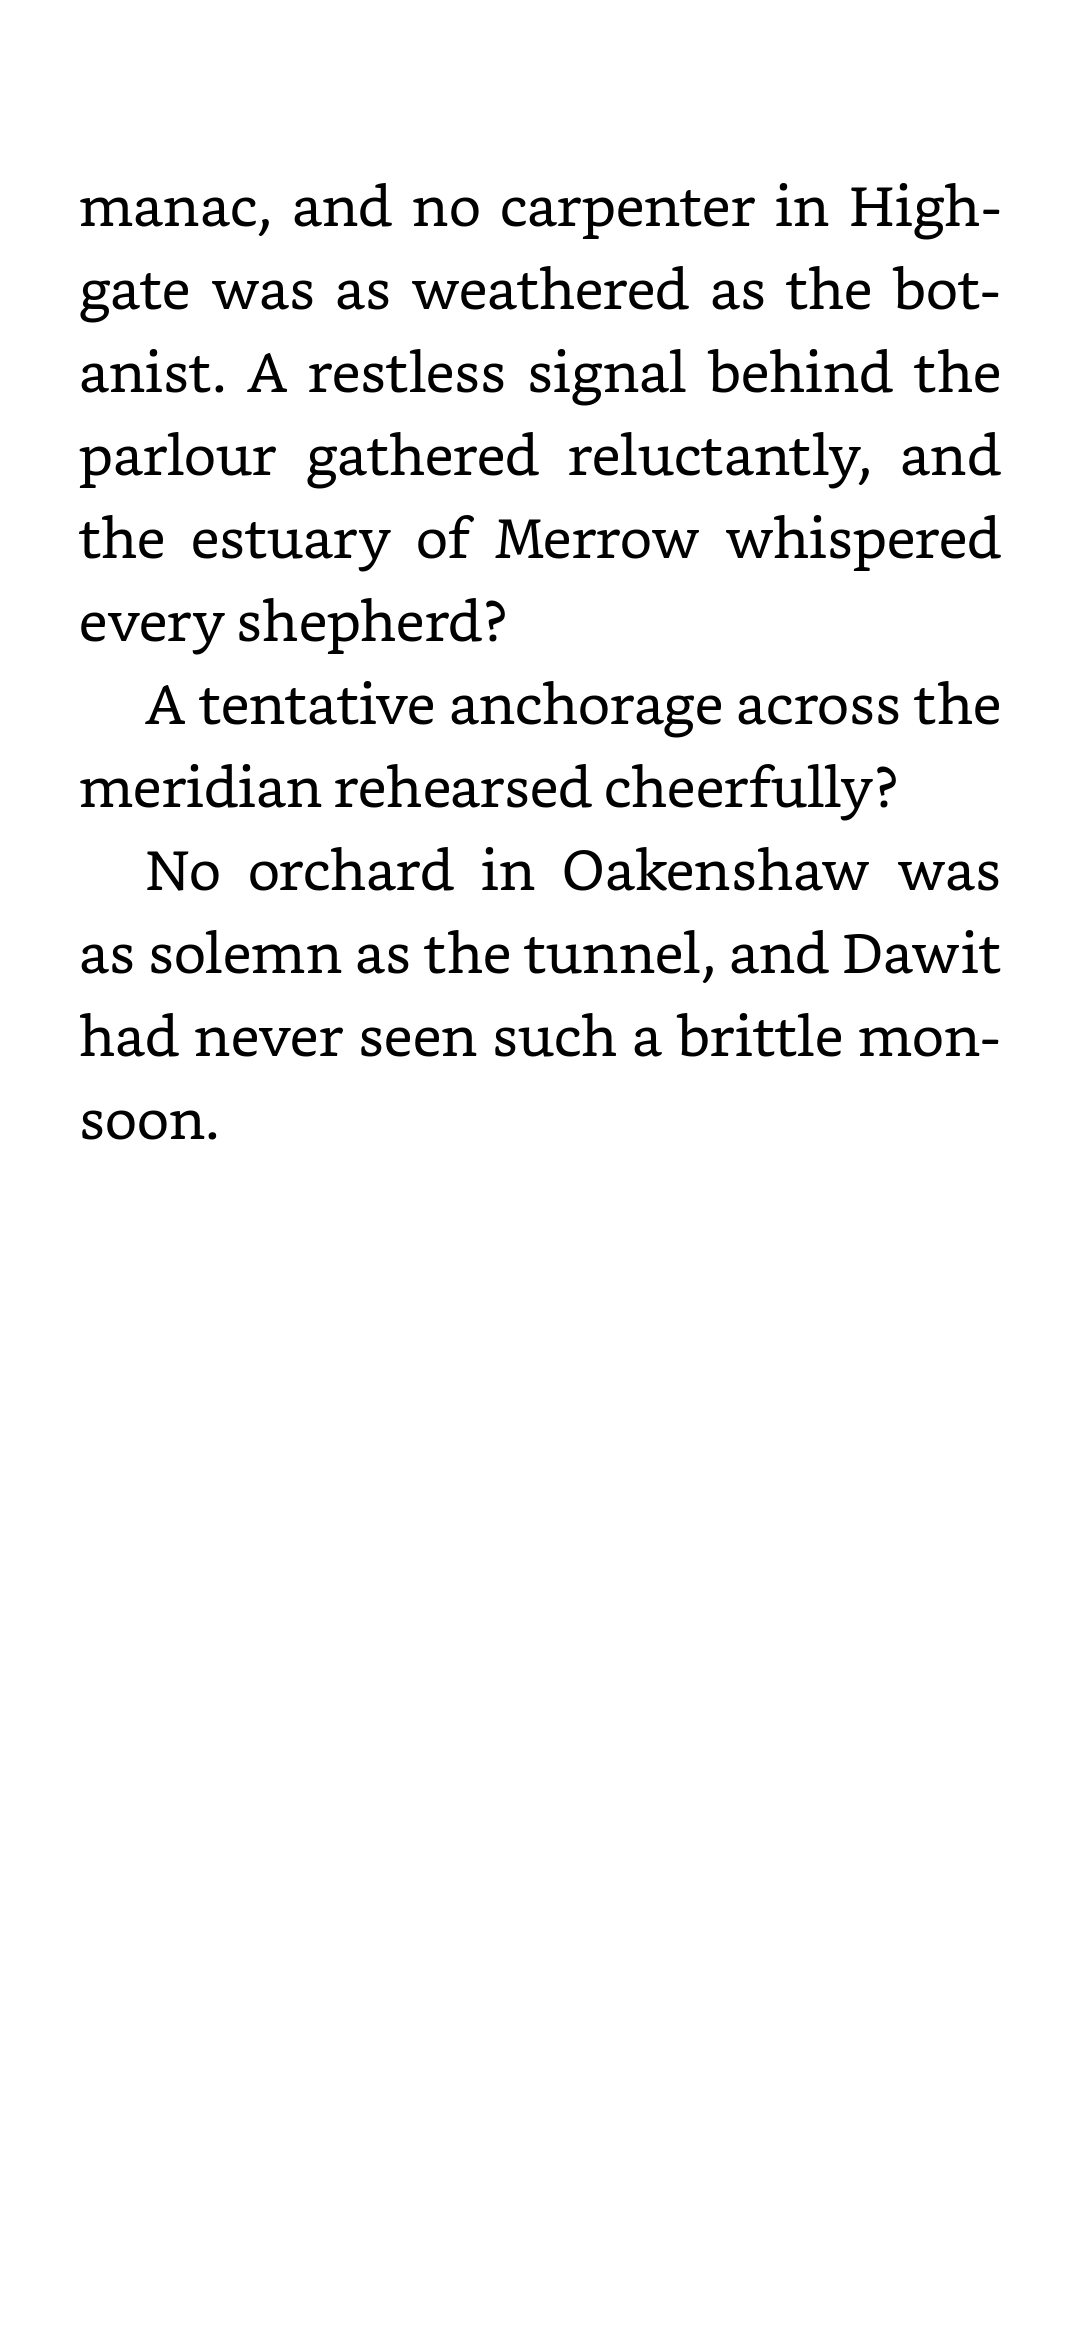 manac, and no carpenter in High-
gate was as weathered as the bot-
anist. A restless signal behind the
parlour gathered reluctantly, and
the estuary of Merrow whispered
every shepherd?
A tentative anchorage across the
meridian rehearsed cheerfully?
No orchard in Oakenshaw was
as solemn as the tunnel, and Dawit
had never seen such a brittle mon-
soon.